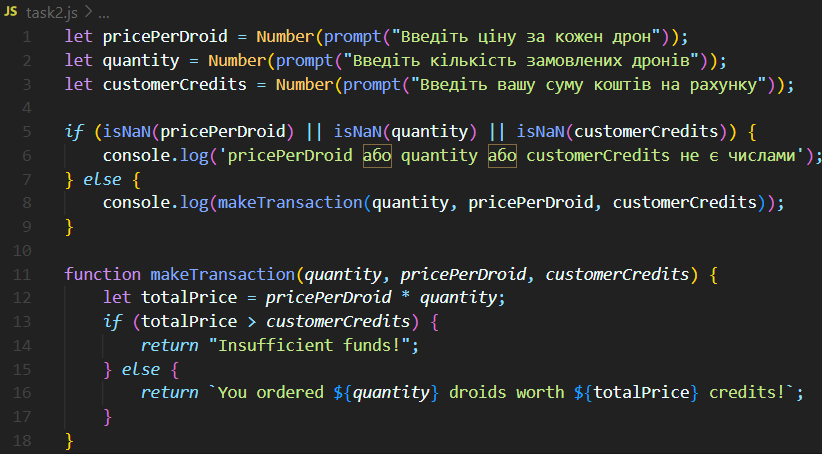 JS task2.js > ...
1 let pricePerDroid = Number(prompt("Введіть ціну за кожен дрон"));
2 let quantity = Number(prompt("Введіть кількість замовлених дронів"));
3 let customerCredits = Number(prompt("Введіть вашу суму коштів на рахунку"));
4
5 if (isNaN(pricePerDroid) || isNaN(quantity) || isNaN(customerCredits)) {
6     console.log('pricePerDroid або quantity або customerCredits не є числами');
7 } else {
8     console.log(makeTransaction(quantity, pricePerDroid, customerCredits));
9 }
10
11 function makeTransaction(quantity, pricePerDroid, customerCredits) {
12     let totalPrice = pricePerDroid * quantity;
13     if (totalPrice > customerCredits) {
14         return "Insufficient funds!";
15     } else {
16         return `You ordered ${quantity} droids worth ${totalPrice} credits!`;
17     }
18 }